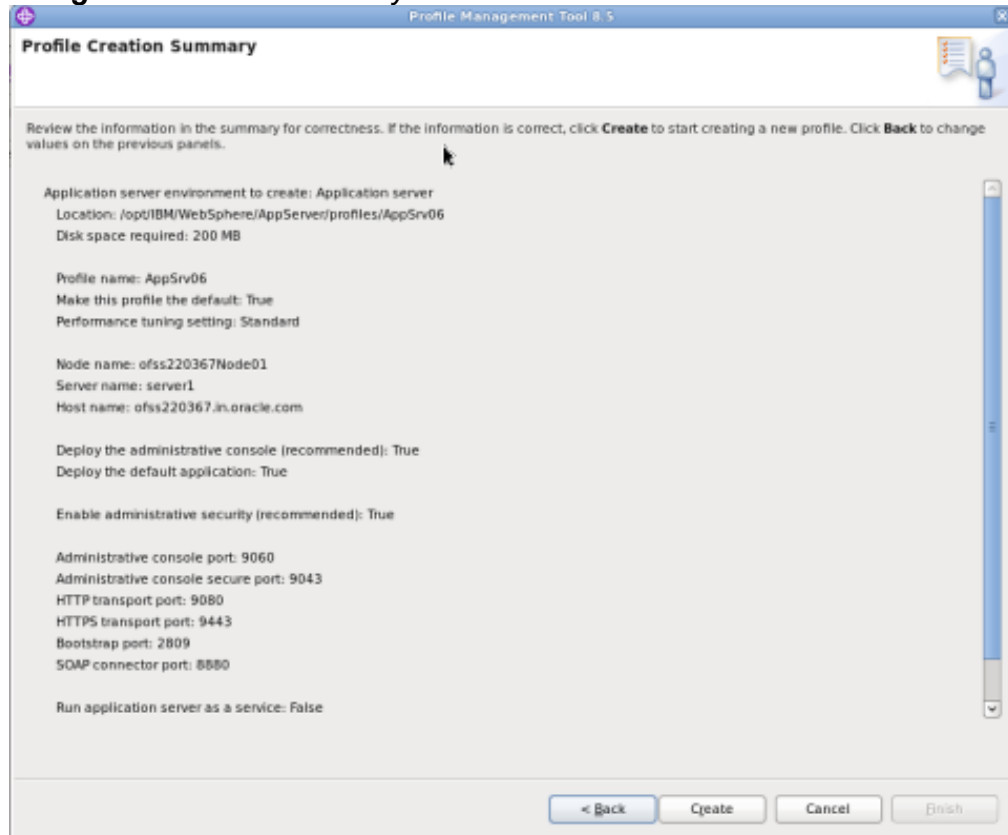 Profile Management Tool 8.5
Profile Creation Summary
Review the information in the summary for correctness. If the information is correct, click Create to start creating a new profile. Click Back to change
values on the previous panels.
Application server environment to create: Application server
Location: /opt/IBM/WebSphere/AppServer/profiles/AppSrv06
Disk space required: 200 MB
Profile name: AppSrv06
Make this profile the default: True
Performance tuning setting: Standard
Node name: ofss220367Node01
Server name: server1
Host name: ofss220367.in.oracle.com
Deploy the administrative console (recommended): True
Deploy the default application: True
Enable administrative security (recommended): True
Administrative console port: 9060
Administrative console secure port: 9043
HTTP transport port: 9080
HTTPS transport port: 9443
Bootstrap port: 2809
SOAP connector port: 8880
Run application server as a service: False
< Back
Create
Cancel
Finish